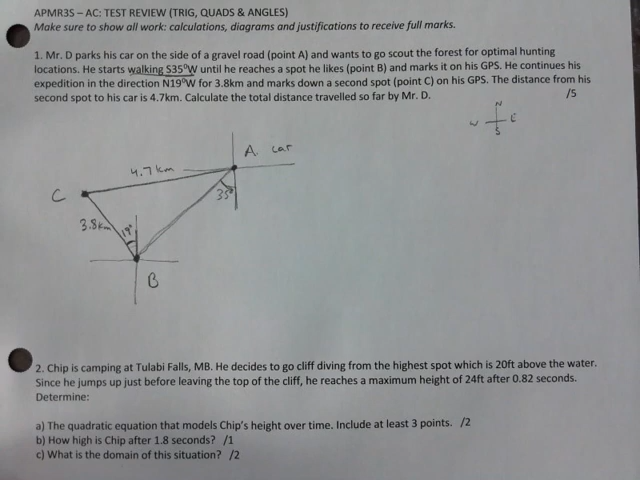 APMR3S – AC: TEST REVIEW (TRIG, QUADS & ANGLES)
Make sure to show all work: calculations, diagrams and justifications to receive full marks.
1. Mr. D parks his car on the side of a gravel road (point A) and wants to go scout the forest for optimal hunting
locations. He starts walking S35⁰W until he reaches a spot he likes (point B) and marks it on his GPS. He continues his
expedition in the direction N19⁰W for 3.8km and marks down a second spot (point C) on his GPS. The distance from his
second spot to his car is 4.7km. Calculate the total distance travelled so far by Mr. D. /5
N
W E
S
A car
4.7 km
C
35°
3.8km 19°
B
2. Chip is camping at Tulabi Falls, MB. He decides to go cliff diving from the highest spot which is 20ft above the water.
Since he jumps up just before leaving the top of the cliff, he reaches a maximum height of 24ft after 0.82 seconds.
Determine:
a) The quadratic equation that models Chip's height over time. Include at least 3 points. /2
b) How high is Chip after 1.8 seconds? /1
c) What is the domain of this situation? /2